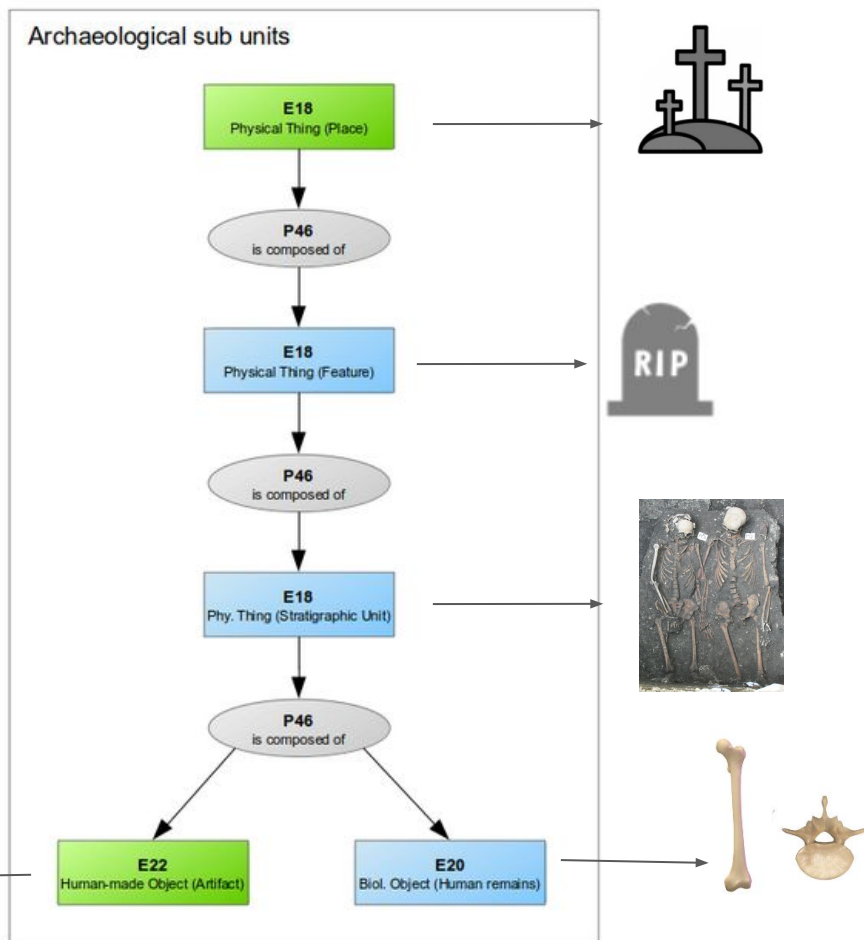 Archaeological sub units
E18
Physical Thing (Place)
P46
is composed of
E18
Physical Thing (Feature)
RIP
P46
is composed of
E18
Phy. Thing (Stratigraphic Unit)
P46
is composed of
E22
Human-made Object (Artifact)
E20
Biol. Object (Human remains)